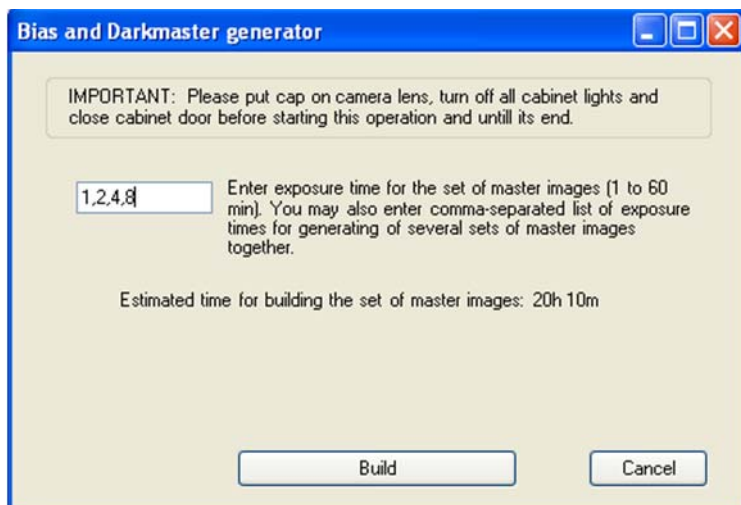 Bias and Darkmaster generator
IMPORTANT: Please put cap on camera lens, turn off all cabinet lights and
close cabinet door before starting this operation and untill its end.
1,2,4,8
Enter exposure time for the set of master images (1 to 60
min). You may also enter comma-separated list of exposure
times for generating of several sets of master images
together.
Estimated time for building the set of master images: 20h 10m
Build
Cancel